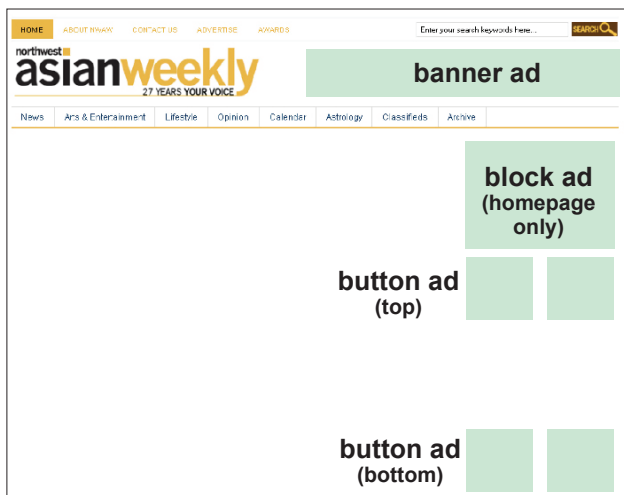 HOME ABOUT NWAW CONTACT US ADVERTISE AWARDS Enter your search keywords here... SEARCH
northwest
asianweekly
27 YEARS YOUR VOICE
banner ad
News Arts & Entertainment Lifestyle Opinion Calendar Astrology Classifieds Archive
block ad
(homepage
only)
button ad
(top)
button ad
(bottom)